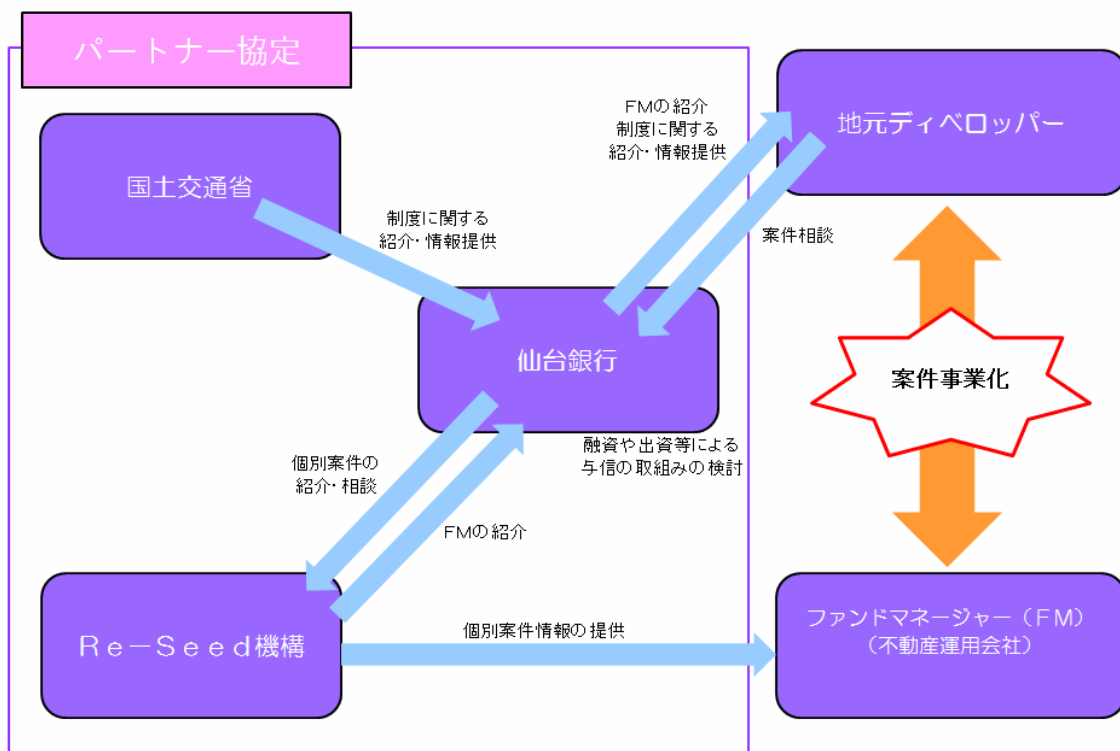 パートナー協定
国土交通省
制度に関する
紹介・情報提供
FMの紹介
制度に関する
紹介・情報提供
地元ディベロッパー
案件相談
仙台銀行
融資や出資等による
与信の取組みの検討
案件事業化
個別案件の
紹介・相談
FMの紹介
Re－Seed機構
個別案件情報の提供
ファンドマネージャー（FM）
（不動産運用会社）